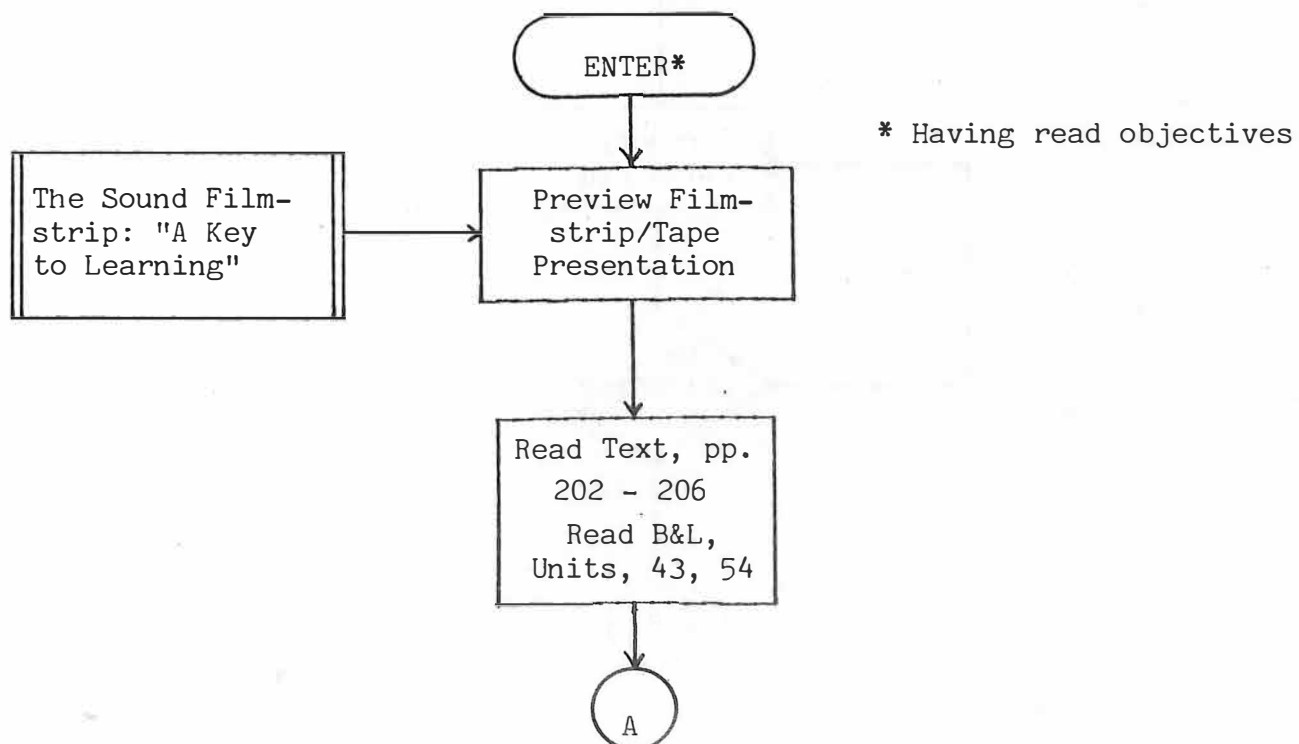 ENTER*
* Having read objectives
The Sound Film-
strip: "A Key
to Learning"
Preview Film-
strip/Tape
Presentation
Read Text, pp.
202 - 206
Read B&L,
Units, 43, 54
A